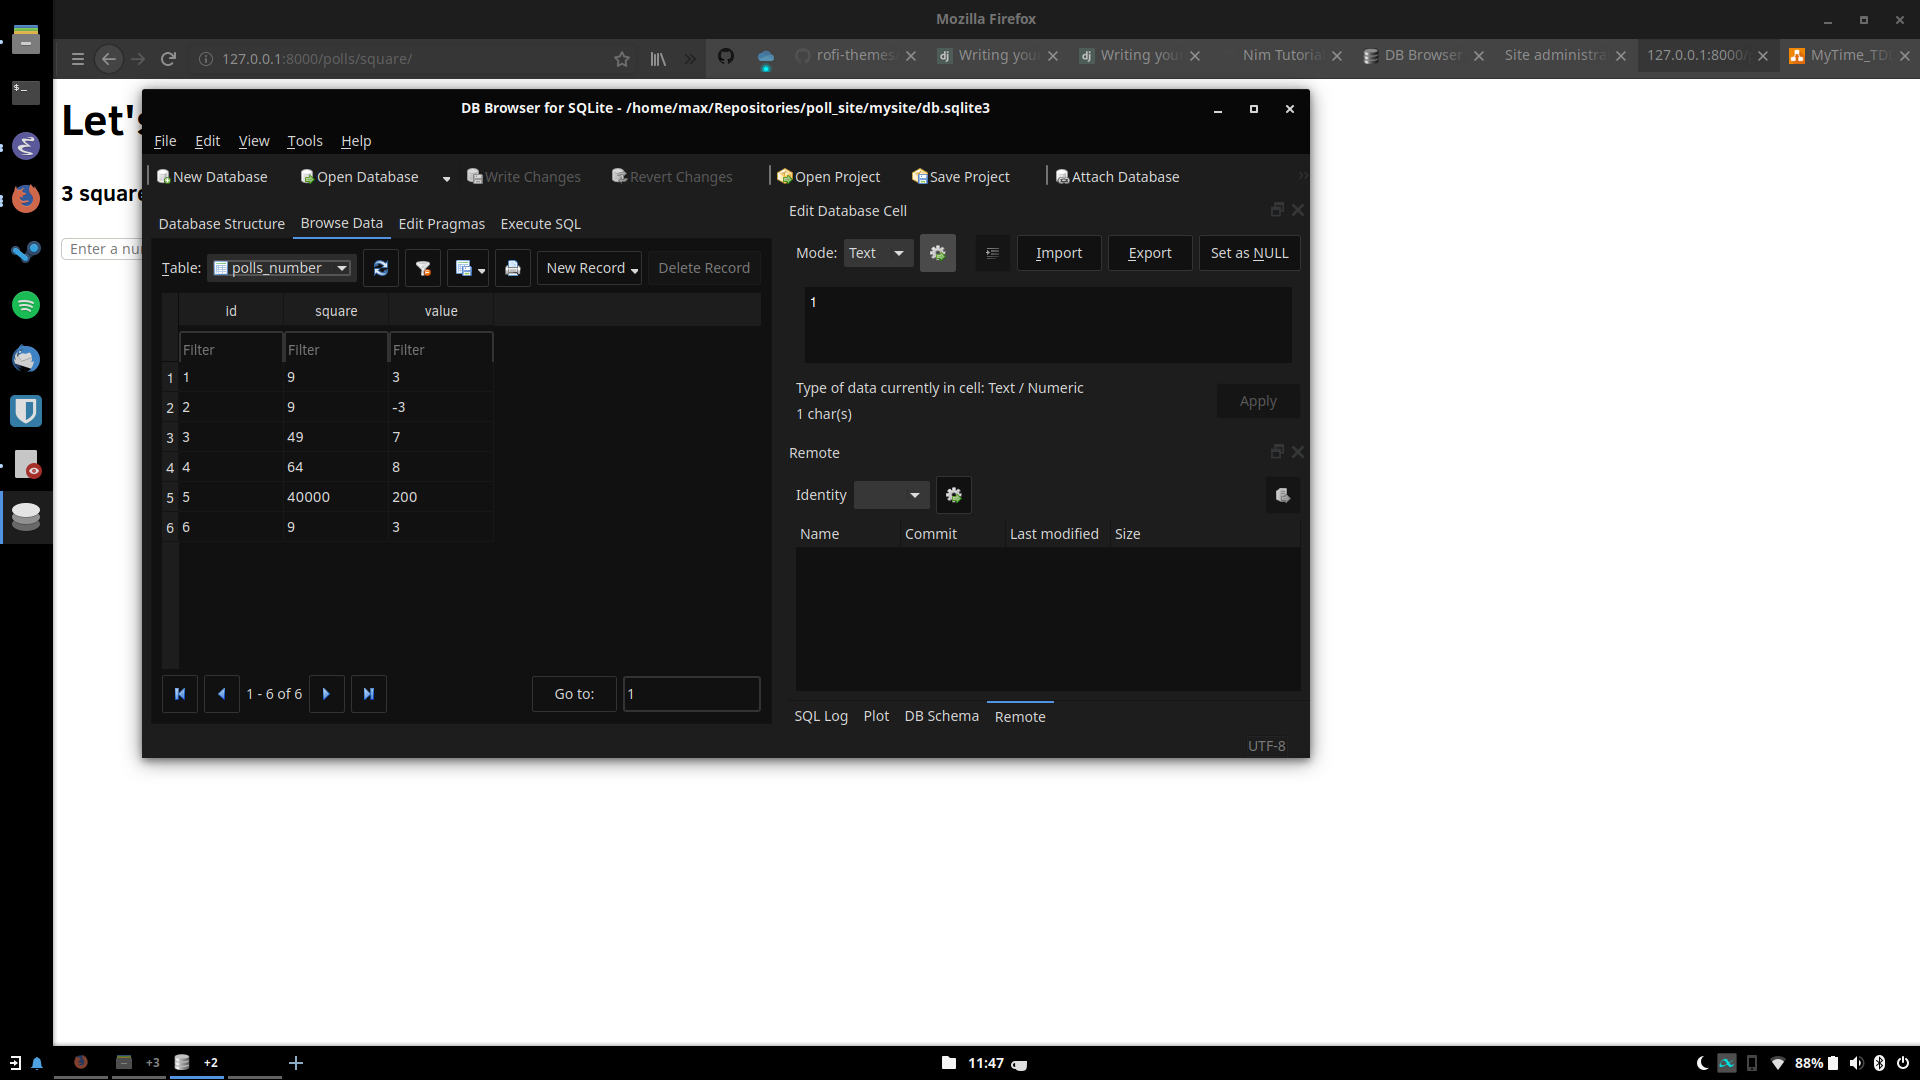 Mozilla Firefox
127.0.0.1:8000/polls/square/
rofi-themes
Writing you
Writing you
Nim Tutoria
DB Browser
Site administra
127.0.0.1:8000/
MyTime_TD
Let's
3 square
Enter a nu
DB Browser for SQLite - /home/max/Repositories/poll_site/mysite/db.sqlite3
File Edit View Tools Help
New Database Open Database Write Changes Revert Changes Open Project Save Project Attach Database
Database Structure Browse Data Edit Pragmas Execute SQL
Table: polls_number New Record Delete Record
id square value
Filter Filter Filter
1 1 9 3
2 2 9 -3
3 3 49 7
4 4 64 8
5 5 40000 200
6 6 9 3
1 - 6 of 6 Go to: 1
Edit Database Cell
Mode: Text Import Export Set as NULL
1
Type of data currently in cell: Text / Numeric
1 char(s)
Apply
Remote
Identity
Name Commit Last modified Size
SQL Log Plot DB Schema Remote
UTF-8
+3 +2 11:47 88%